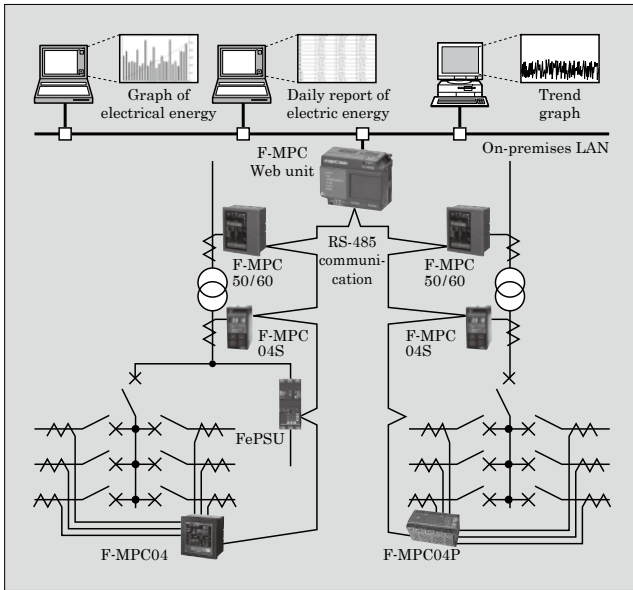 Graph of
electrical energy
Daily report of
electric energy
Trend
graph
F-MPC
Web unit
On-premises LAN
RS-485
communi-
cation
F-MPC
50/60
F-MPC
50/60
F-MPC
04S
F-MPC
04S
FePSU
F-MPC04
F-MPC04P